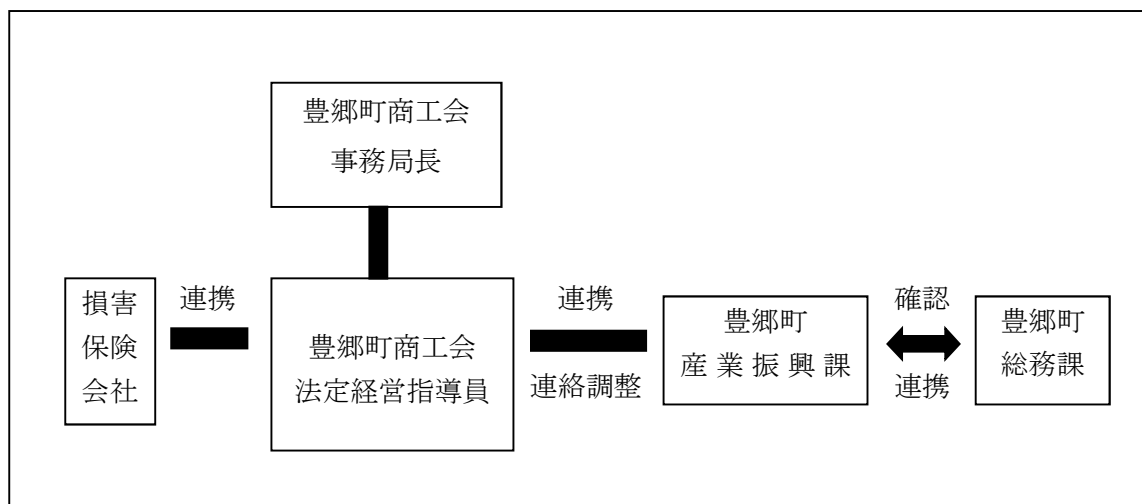 豊郷町商工会
事務局長
損害
保険
会社
連携
豊郷町商工会
法定経営指導員
連携
連絡調整
豊郷町
産業振興課
確認
連携
豊郷町
総務課